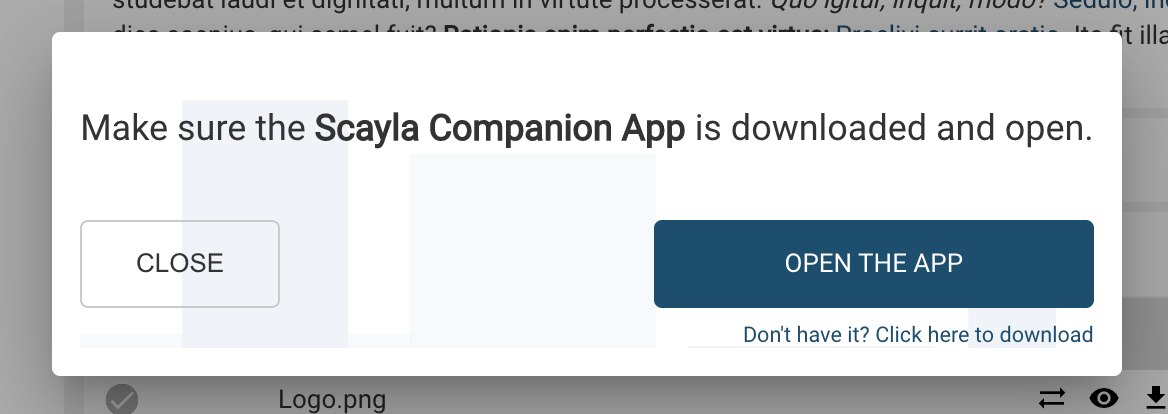 studebat laudi et dignitati, multum in virtute processerat. Quo igitur, inquit, modo? Sedulo,
dies saepius, qui semel fuit? Rationis enim perfectio est virtus; Proclivi currit oratio. Ita fit illa
Make sure the Scayla Companion App is downloaded and open.
CLOSE
OPEN THE APP
Don't have it? Click here to download
Logo.png